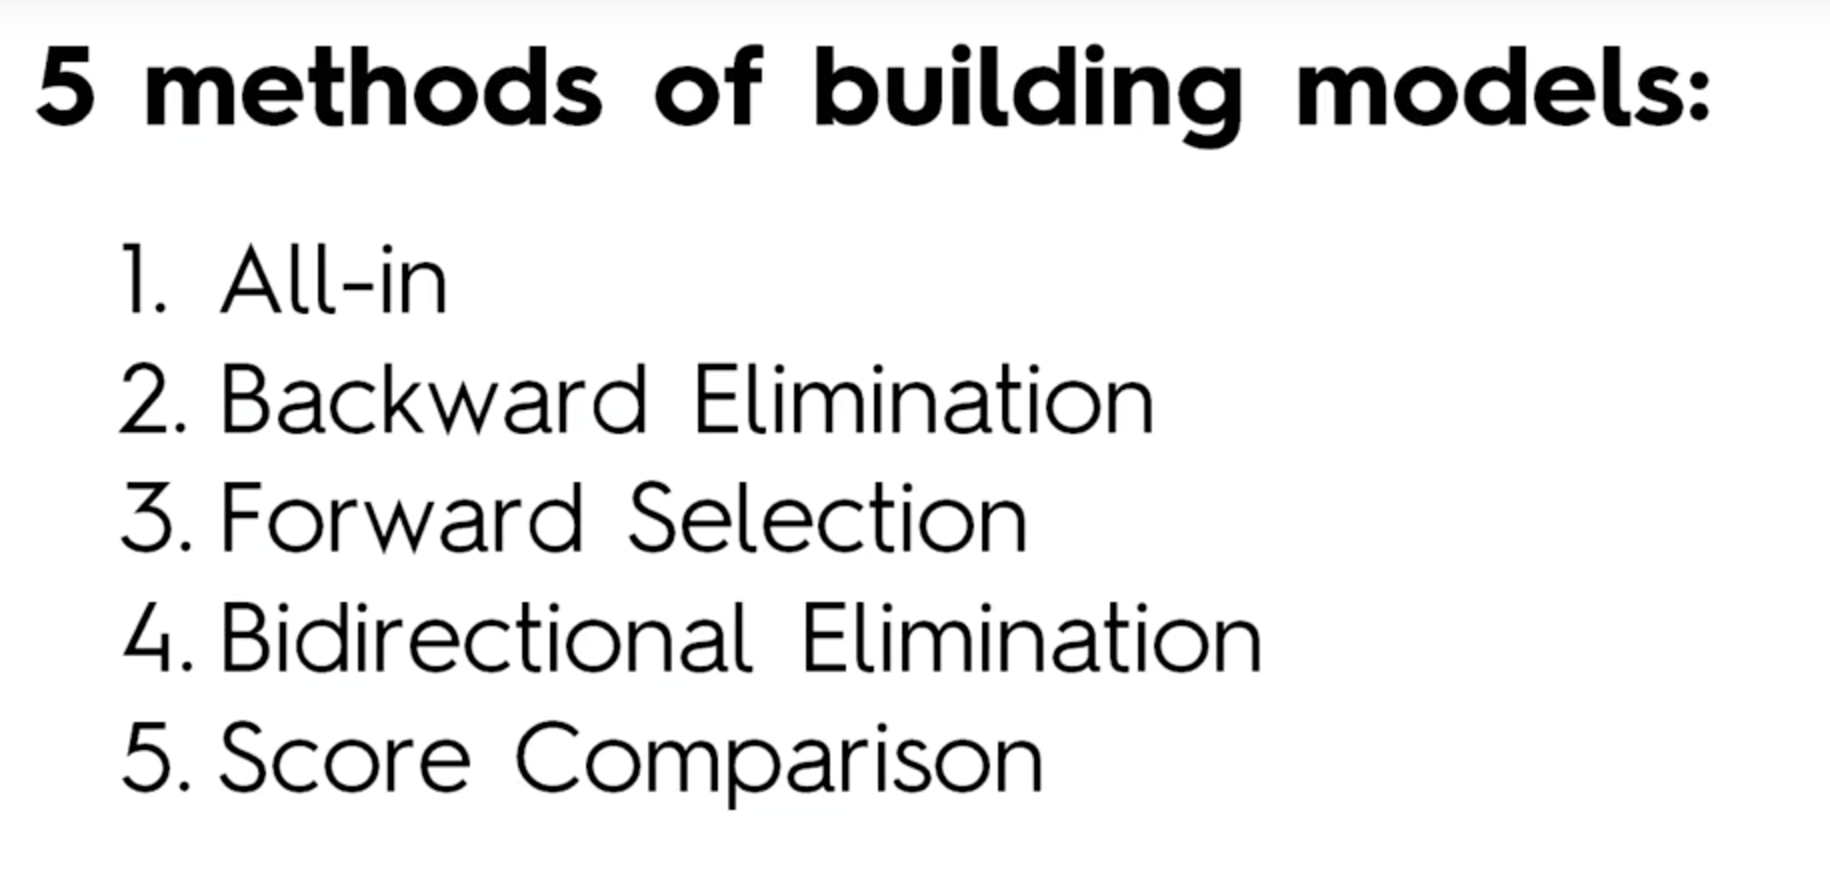 5 methods of building models:
1. All-in
2. Backward Elimination
3. Forward Selection
4. Bidirectional Elimination
5. Score Comparison